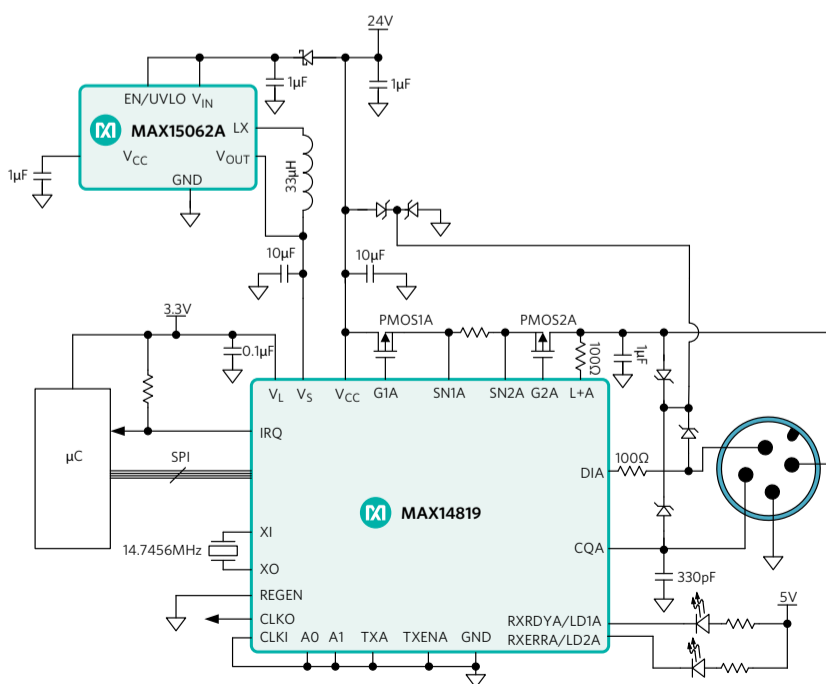 24V
1μF
1μF
EN/UVLO
VIN
MAX15062A
LX
VCC
VOUT
GND
1μF
33μH
10μF
10μF
3.3V
0.1μF
PMOS1A
PMOS2A
100Ω
1μF
VL
VS
VCC
G1A
SN1A
SN2A
G2A
L+A
μC
IRQ
SPI
DIA
100Ω
MAX14819
XI
14.7456MHz
XO
CQA
330pF
REGEN
CLKO
CLKI
A0
A1
TXA
TXENA
GND
RXRDYA/LD1A
RXERRA/LD2A
5V